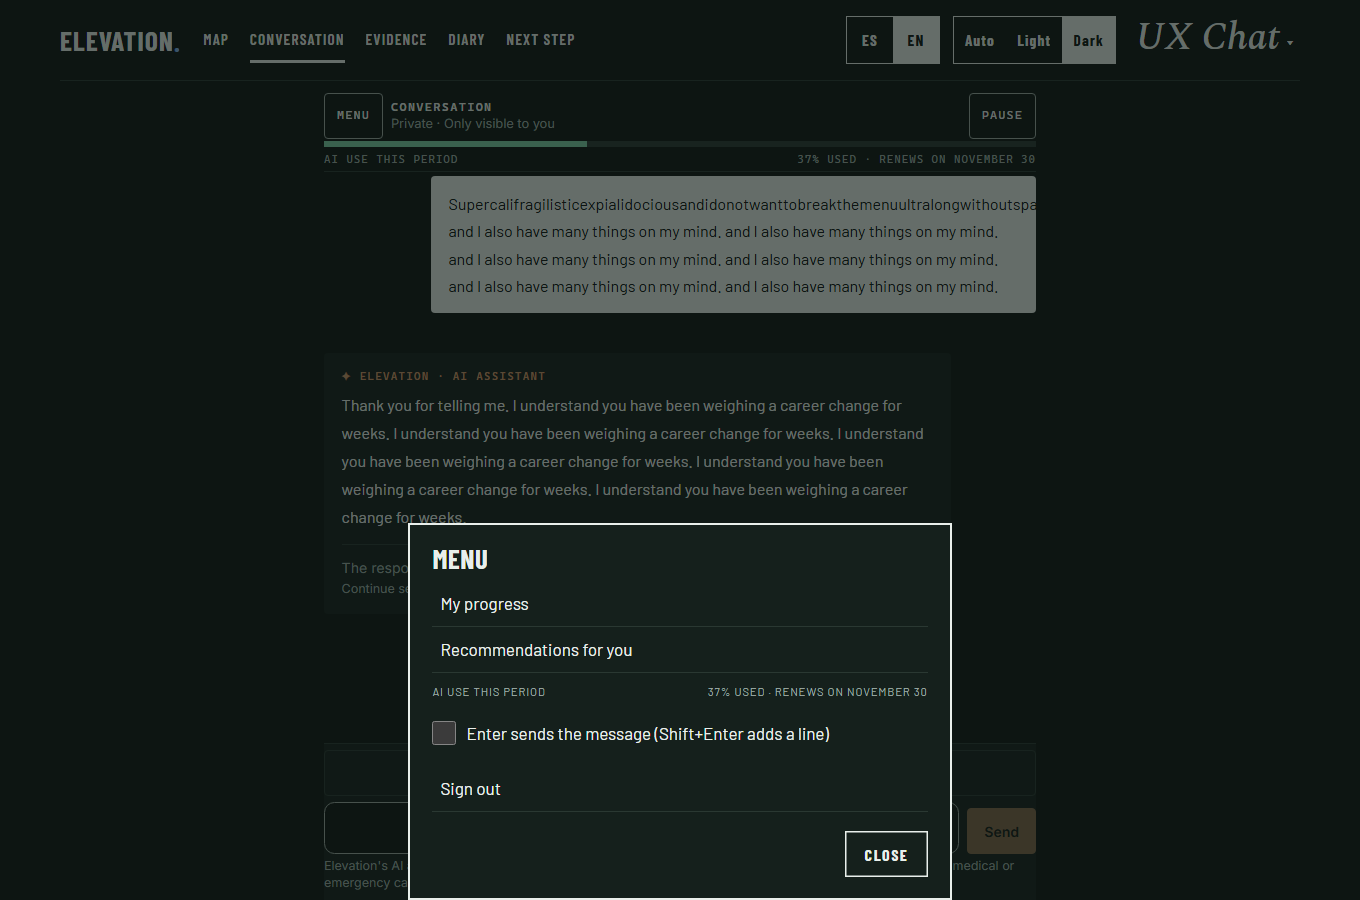 ELEVATION.
MAP
CONVERSATION
EVIDENCE
DIARY
NEXT STEP
ES
EN
Auto
Light
Dark
UX Chat
MENU
CONVERSATION
Private · Only visible to you
PAUSE
AI USE THIS PERIOD
37% USED · RENEWS ON NOVEMBER 30
Supercalifragilisticexpialidociousandidonotwanttobreakthemenuultralongwithoutspa
and I also have many things on my mind. and I also have many things on my mind.
and I also have many things on my mind. and I also have many things on my mind.
and I also have many things on my mind. and I also have many things on my mind.
✦ ELEVATION · AI ASSISTANT
Thank you for telling me. I understand you have been weighing a career change for
weeks. I understand you have been weighing a career change for weeks. I understand
you have been weighing a career change for weeks. I understand you have been
weighing a career change for weeks. I understand you have been weighing a career
change for weeks.
The respo
Continue se
MENU
My progress
Recommendations for you
AI USE THIS PERIOD
37% USED · RENEWS ON NOVEMBER 30
Enter sends the message (Shift+Enter adds a line)
Sign out
CLOSE
Send
Elevation's AI
medical or
emergency ca